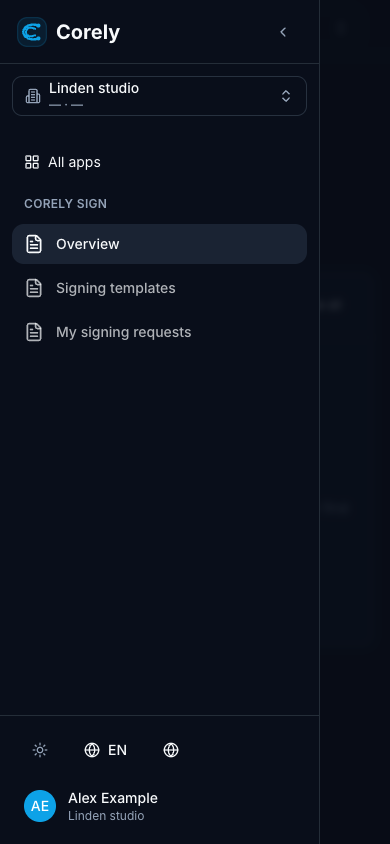 Corely
Linden studio
— · —
All apps
CORELY SIGN
Overview
Signing templates
My signing requests
EN
AE
Alex Example
Linden studio